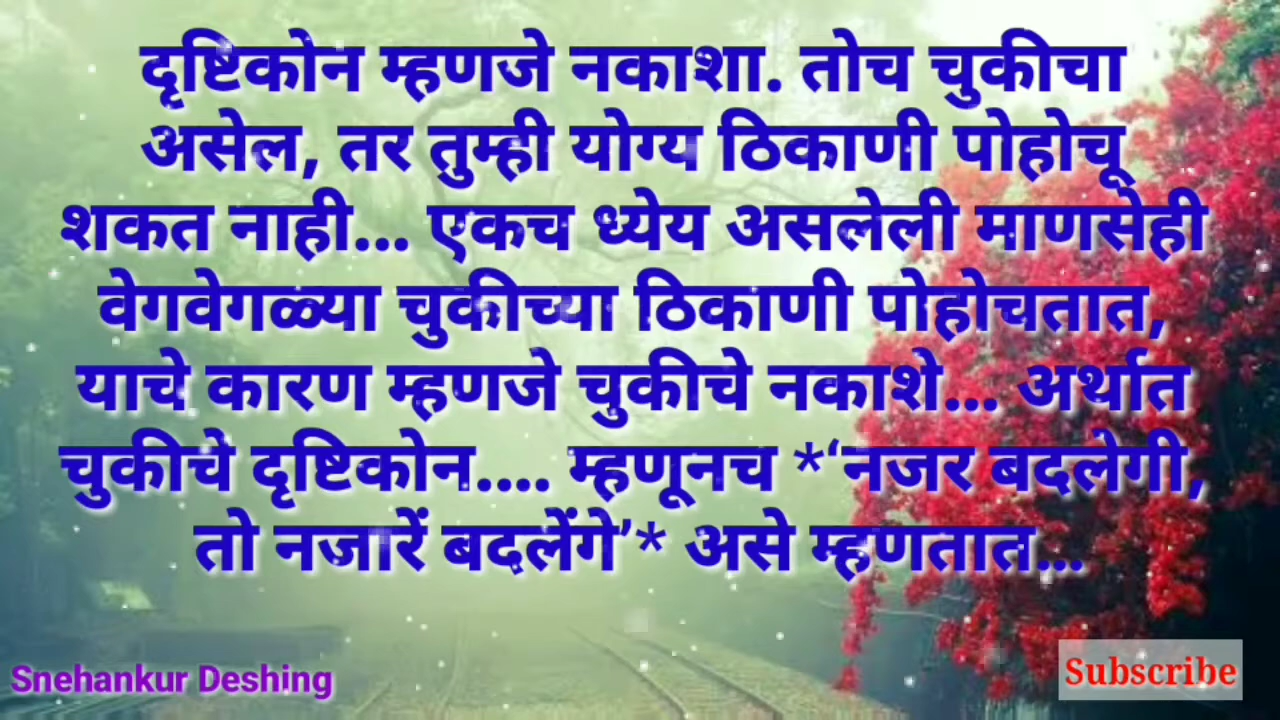 दृष्टिकोन म्हणजे नकाशा. तोच चुकीचा
असेल, तर तुम्ही योग्य ठिकाणी पोहोचू
शकत नाही... एकच ध्येय असलेली माणसेही
वेगवेगळ्या चुकीच्या ठिकाणी पोहोचतात,
याचे कारण म्हणजे चुकीचे नकाशे... अर्थात
चुकीचे दृष्टिकोन.... म्हणूनच *‘नजर बदलेगी,
तो नजारें बदलेंगे’* असे म्हणतात...
Snehankur Deshing
Subscribe